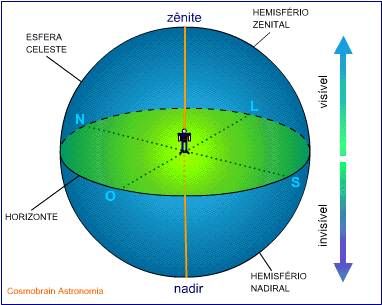 zênite
HEMISFÉRIO
ZENITAL
ESFERA
CELESTE
visível
N
L
O
S
HORIZONTE
invisível
HEMISFÉRIO
NADIRAL
nadir
Cosmobrain Astronomia